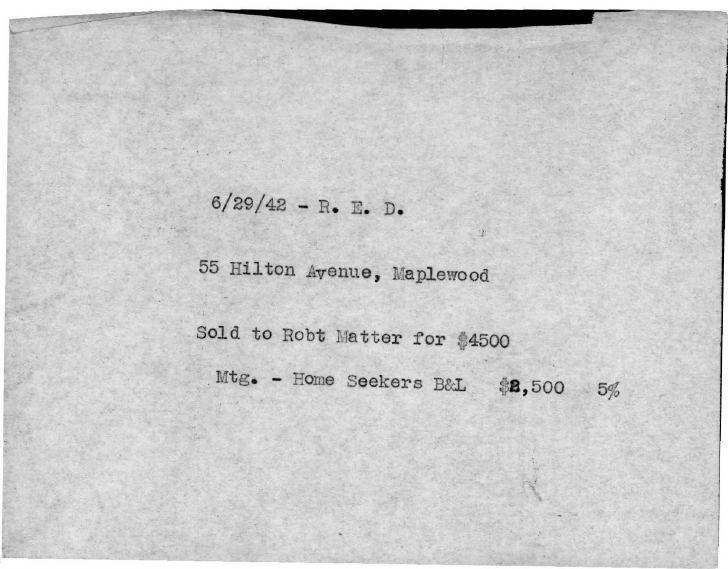 6/29/42 - R. E. D.
55 Hilton Avenue, Maplewood
Sold to Robt Matter for $4500
Mtg. - Home Seekers B&L $2,500 5%